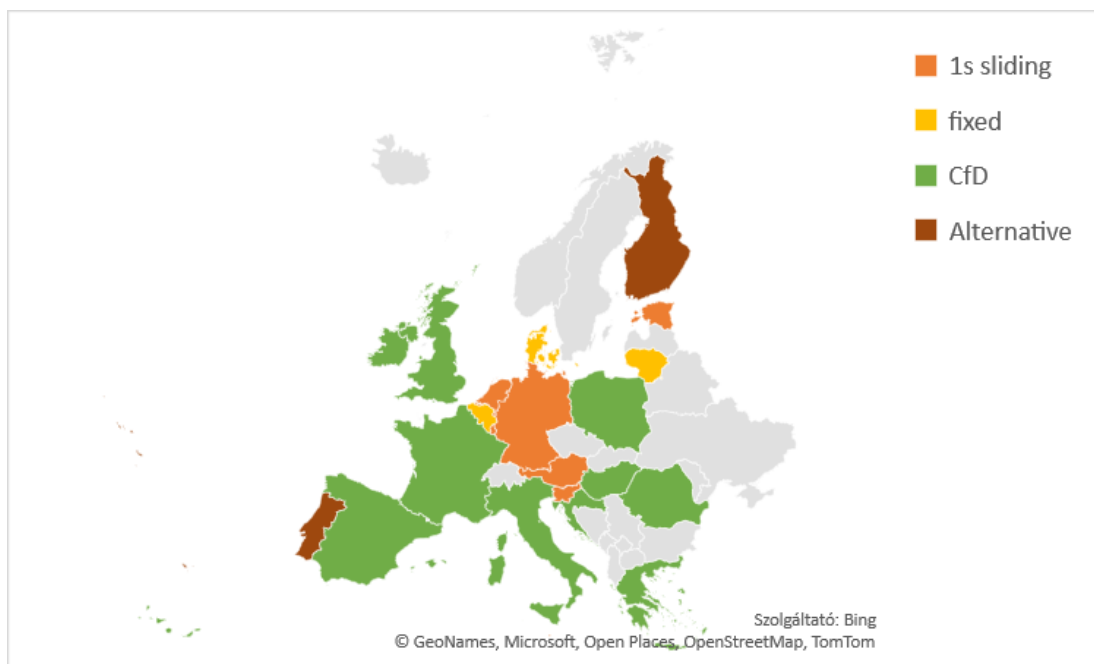 1s sliding
fixed
CfD
Alternative
Szolgáltató: Bing
© GeoNames, Microsoft, Open Places, OpenStreetMap, TomTom